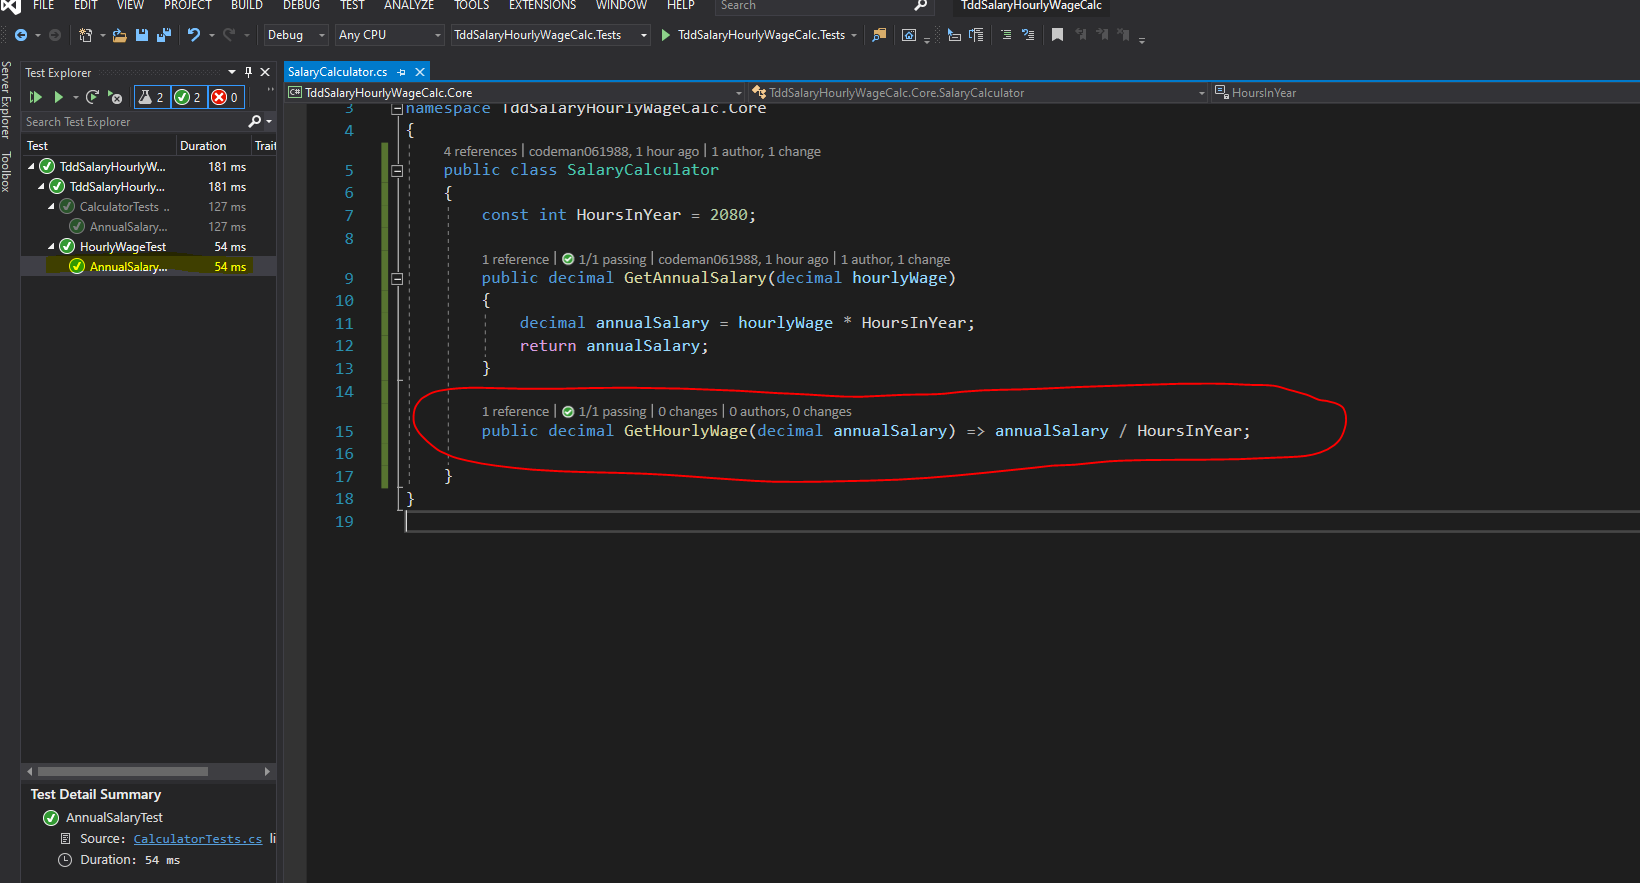 FILE EDIT VIEW PROJECT BUILD DEBUG TEST ANALYZE TOOLS EXTENSIONS WINDOW HELP Search TddSalaryHourlyWageCalc
Debug Any CPU TddSalaryHourlyWageCalc.Tests TddSalaryHourlyWageCalc.Tests
Server Explorer
Toolbox
Test Explorer
2 2 0
Search Test Explorer
Test Duration Trait
TddSalaryHourlyW... 181 ms
TddSalaryHourly... 181 ms
CalculatorTests .. 127 ms
AnnualSalary... 127 ms
HourlyWageTest 54 ms
AnnualSalary... 54 ms
Test Detail Summary
AnnualSalaryTest
Source: CalculatorTests.cs li
Duration: 54 ms
SalaryCalculator.cs
C# TddSalaryHourlyWageCalc.Core TddSalaryHourlyWageCalc.Core.SalaryCalculator HoursInYear
3 namespace TddSalaryHourlyWageCalc.Core
4 {
4 references | codeman061988, 1 hour ago | 1 author, 1 change
5 public class SalaryCalculator
6 {
7 const int HoursInYear = 2080;
8
1 reference | 1/1 passing | codeman061988, 1 hour ago | 1 author, 1 change
9 public decimal GetAnnualSalary(decimal hourlyWage)
10 {
11 decimal annualSalary = hourlyWage * HoursInYear;
12 return annualSalary;
13 }
14
1 reference | 1/1 passing | 0 changes | 0 authors, 0 changes
15 public decimal GetHourlyWage(decimal annualSalary) => annualSalary / HoursInYear;
16
17 }
18 }
19